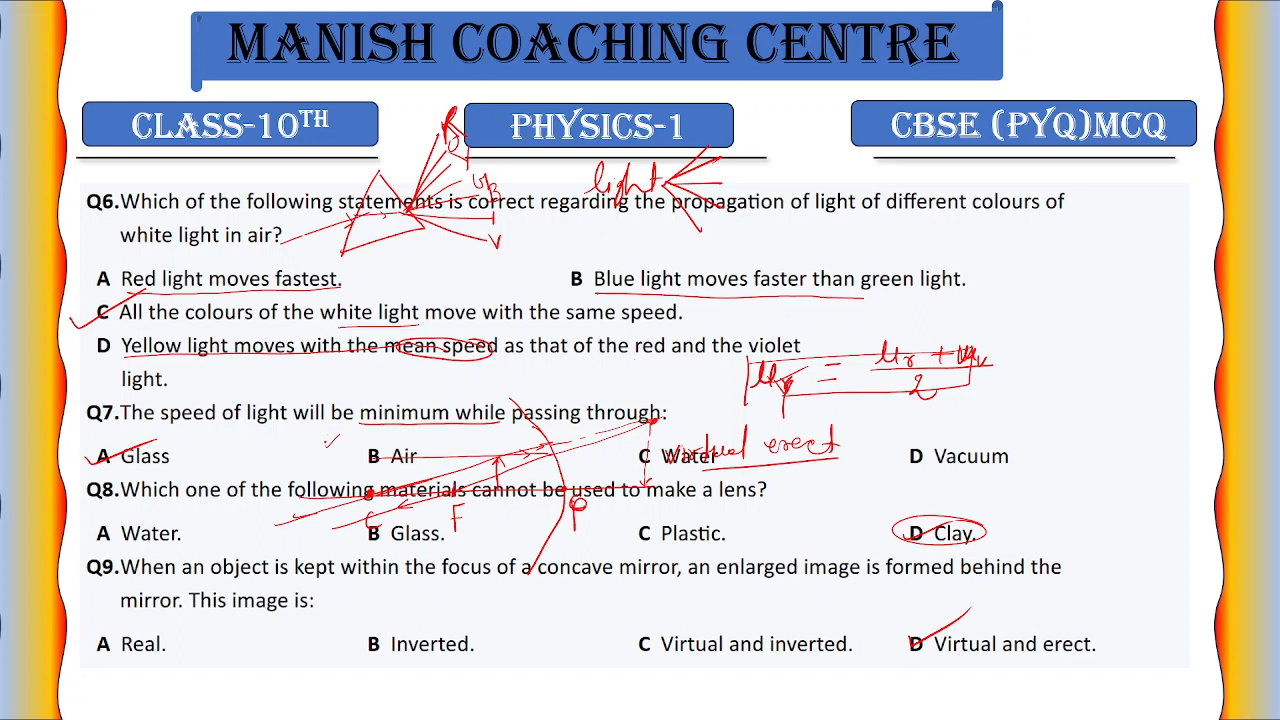 MANISH COACHING CENTRE
CLASS-10TH
PHYSICS-1
CBSE (PYQ)MCQ
Q6.Which of the following statements is correct regarding the propagation of light of different colours of
white light in air?
A Red light moves fastest.
B Blue light moves faster than green light.
C All the colours of the white light move with the same speed.
D Yellow light moves with the mean speed as that of the red and the violet
light.
Q7.The speed of light will be minimum while passing through:
A Glass
B Air
C Water
D Vacuum
Q8.Which one of the following materials cannot be used to make a lens?
A Water.
B Glass.
C Plastic.
D Clay.
Q9.When an object is kept within the focus of a concave mirror, an enlarged image is formed behind the
mirror. This image is:
A Real.
B Inverted.
C Virtual and inverted.
D Virtual and erect.
R
G
B
I
V
light
virtual erect
C
F
P